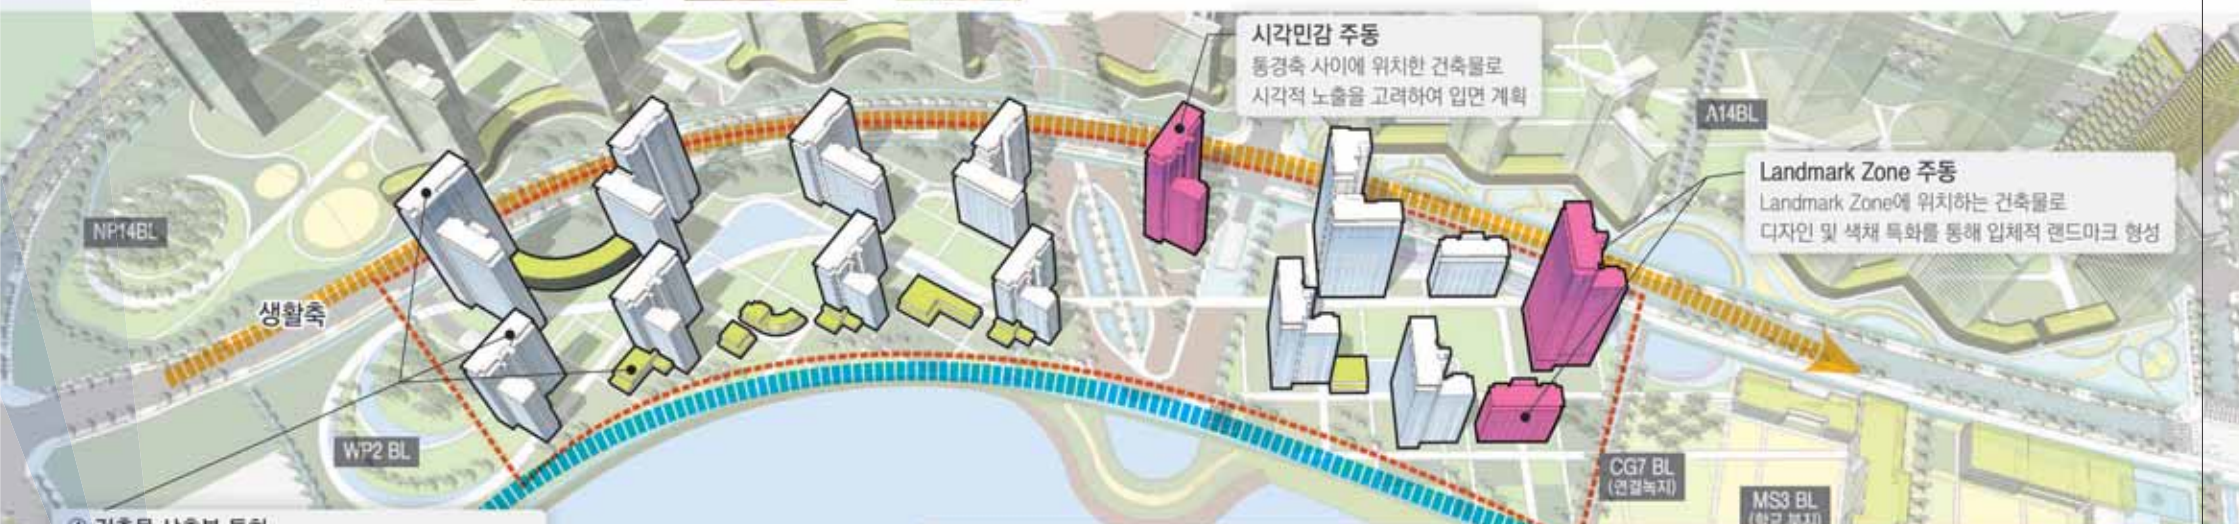 시각민감 주동
통경축 사이에 위치한 건축물로
시각적 노출을 고려하여 입면 계획
A14BL
Landmark Zone 주동
Landmark Zone에 위치하는 건축물로
디자인 및 색채 특화를 통해 입체적 랜드마크 형성
NP14BL
생활축
WP2 BL
CG7 BL
(연결녹지)
MS3 BL